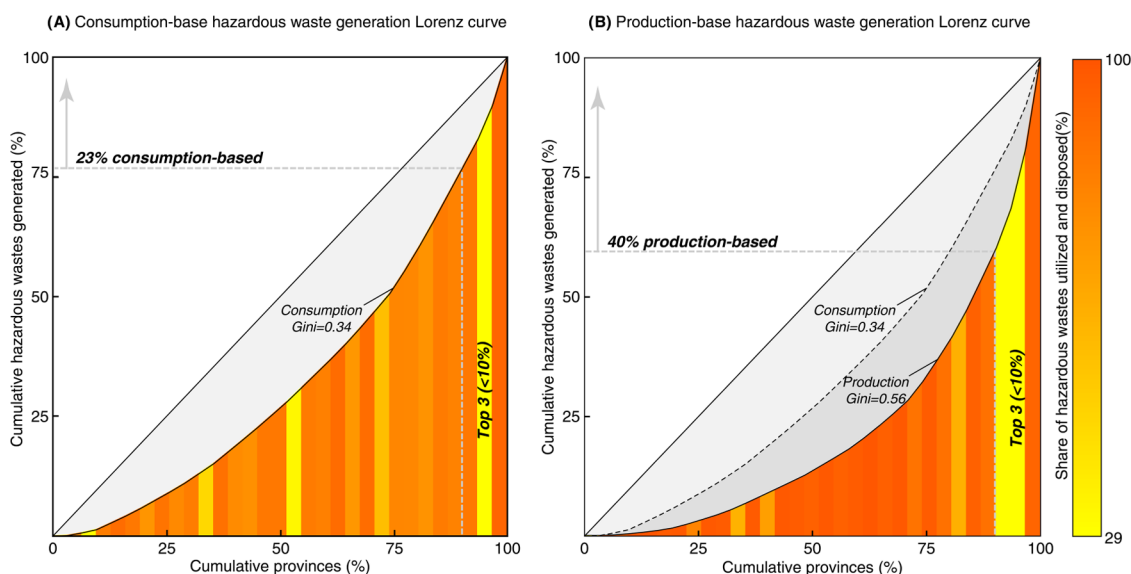 (A) Consumption-base hazardous waste generation Lorenz curve
100
75
50
25
0
25
50
75
100
Cumulative hazardous wastes generated (%)
Cumulative provinces (%)
23% consumption-based
Consumption
Gini=0.34
Top 3 (<10%)
(B) Production-base hazardous waste generation Lorenz curve
100
75
50
25
0
25
50
75
100
Cumulative hazardous wastes generated (%)
Cumulative provinces (%)
40% production-based
Consumption
Gini=0.34
Production
Gini=0.56
Top 3 (<10%)
Share of hazardous wastes utilized and disposed(%)
100
29